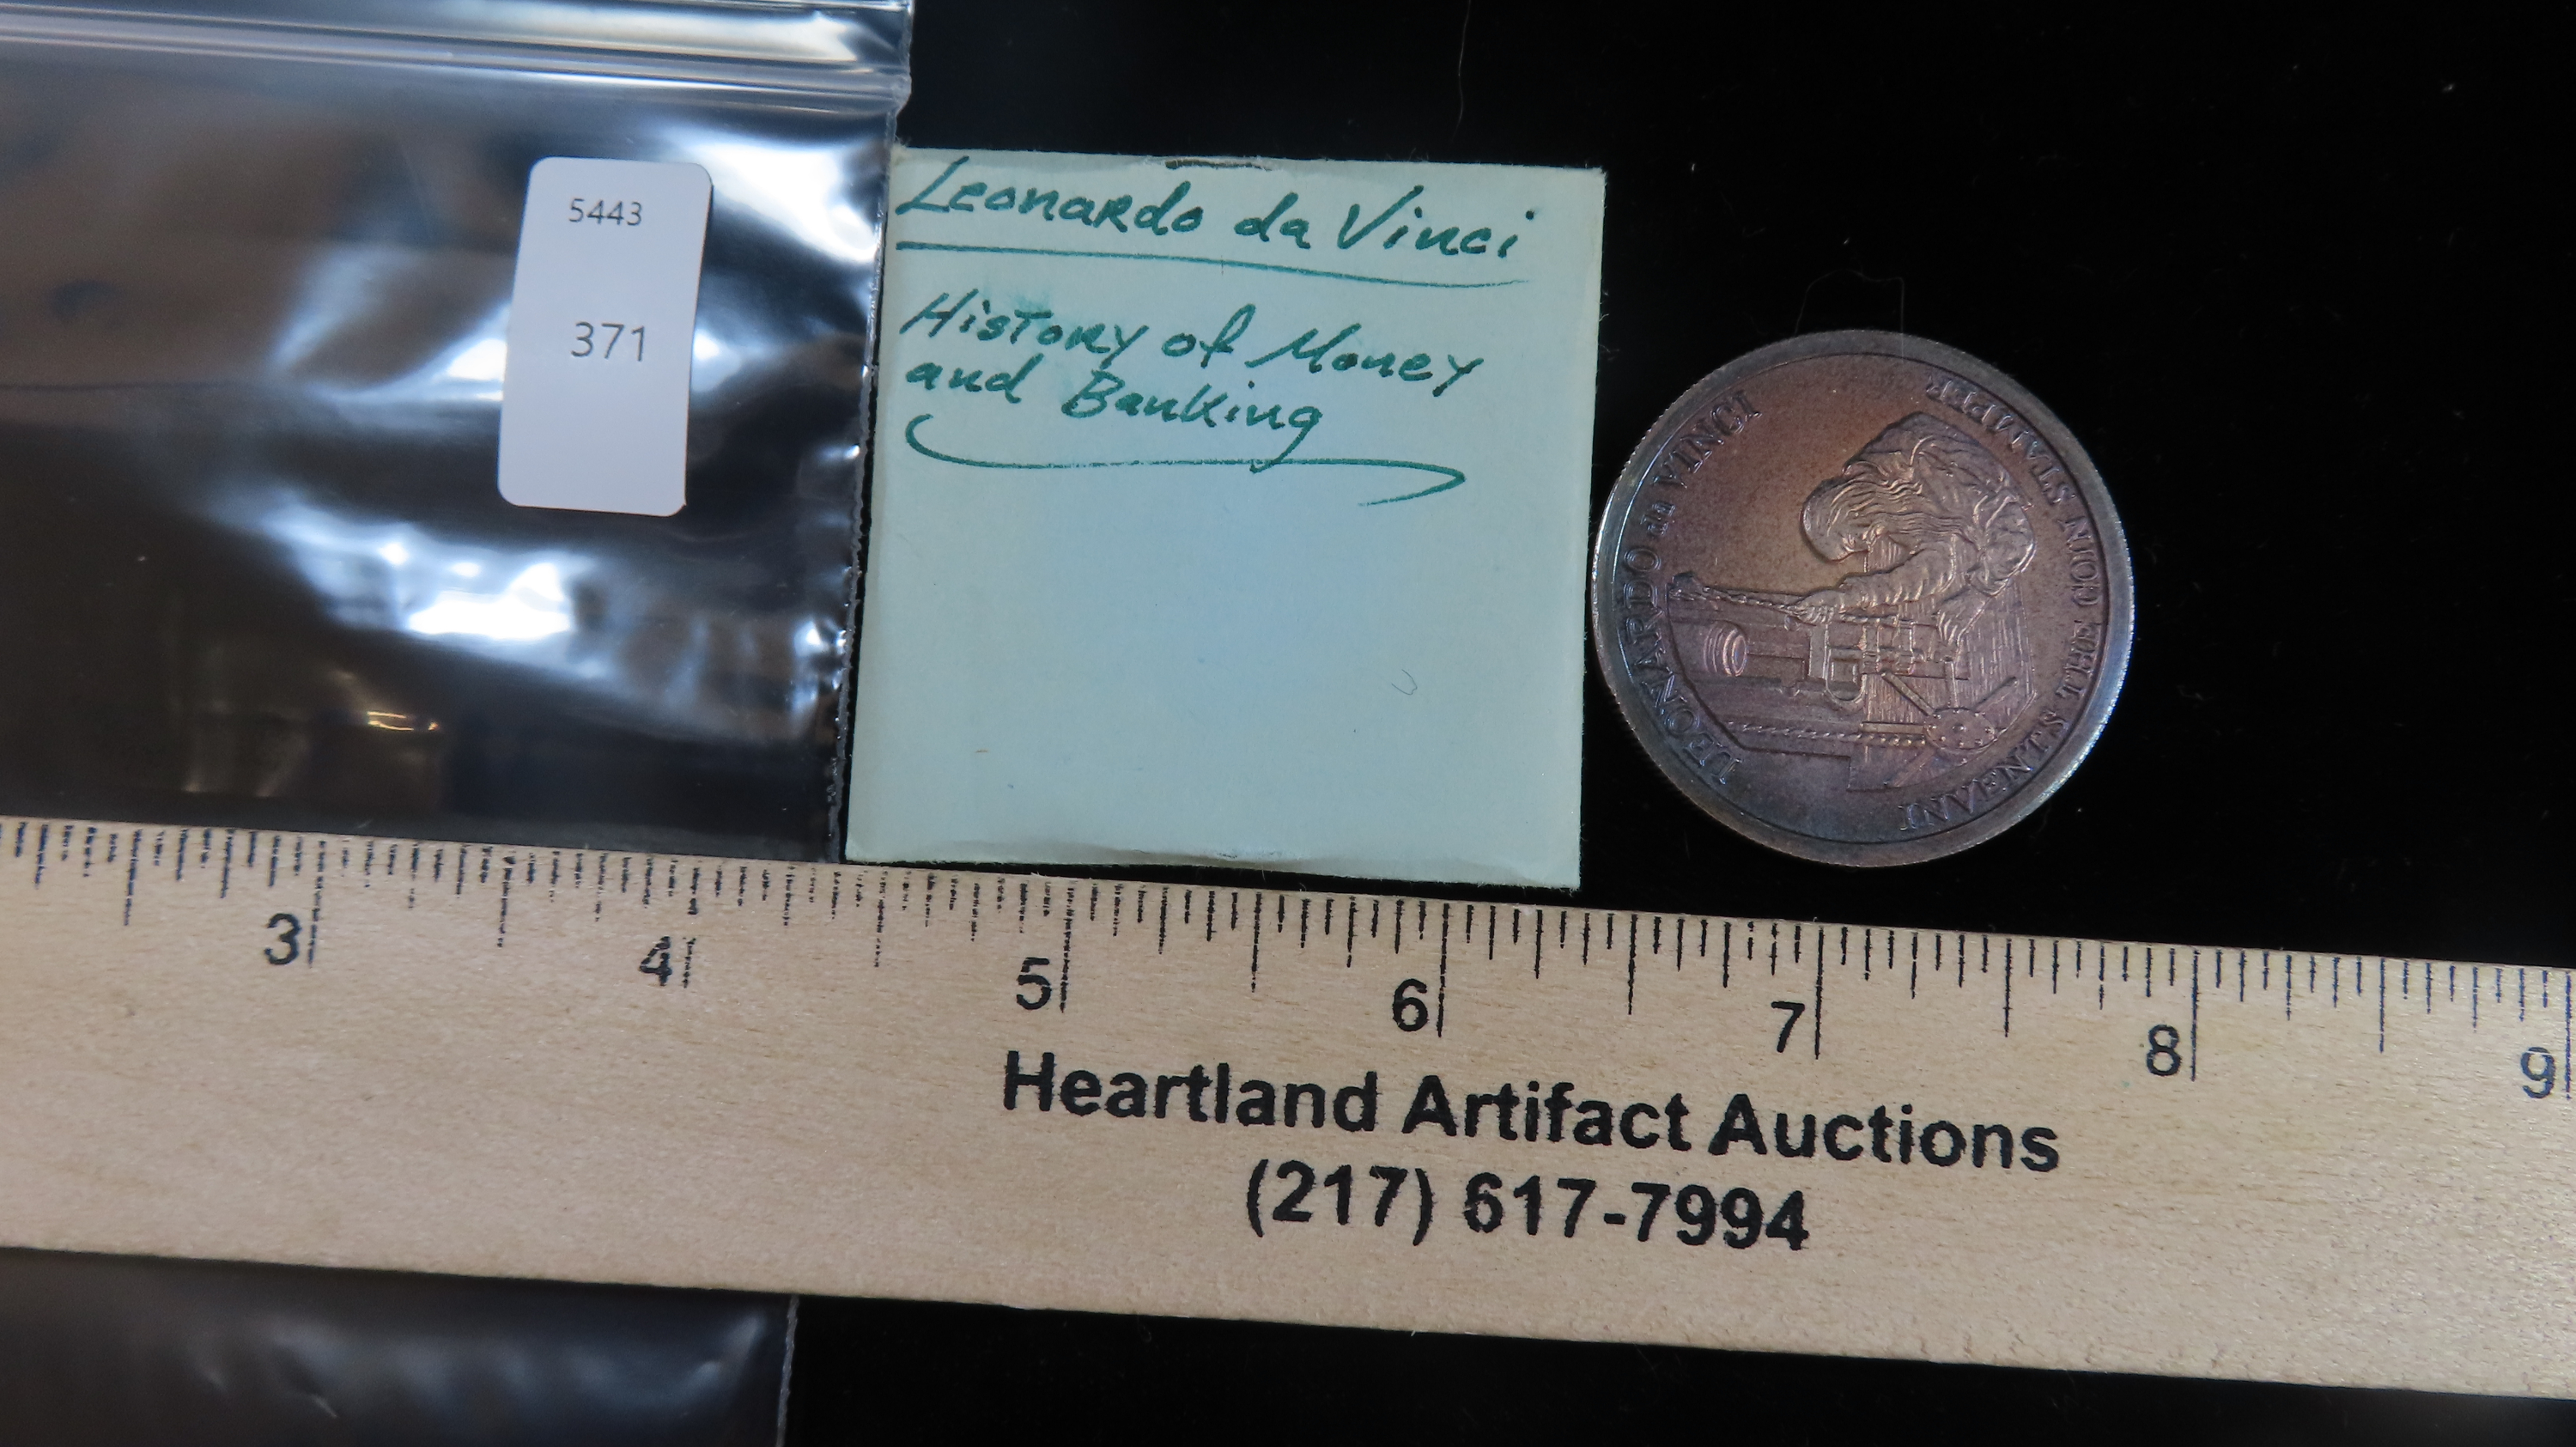 5443
371
Leonardo da Vinci
History of Money
and Banking
LEONARDO da VINCI
INVENTS THE COIN STAMPER
3
4
5
6
7
8
9
Heartland Artifact Auctions
(217) 617-7994